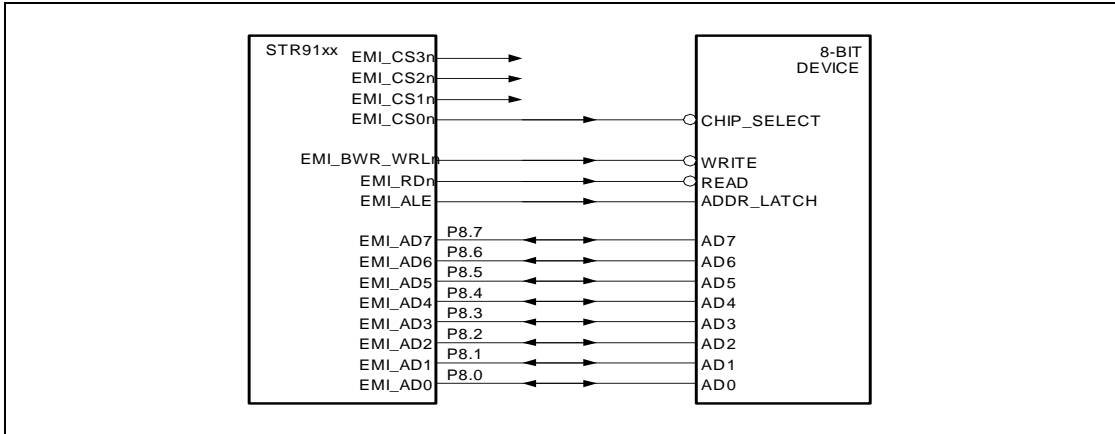 STR91xx
EMI_CS3n
EMI_CS2n
EMI_CS1n
EMI_CS0n
EMI_BWR_WRLn
EMI_RDn
EMI_ALE
EMI_AD7
EMI_AD6
EMI_AD5
EMI_AD4
EMI_AD3
EMI_AD2
EMI_AD1
EMI_AD0
P8.7
P8.6
P8.5
P8.4
P8.3
P8.2
P8.1
P8.0
8-BIT
DEVICE
CHIP_SELECT
WRITE
READ
ADDR_LATCH
AD7
AD6
AD5
AD4
AD3
AD2
AD1
AD0